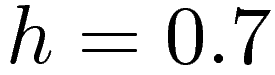 h = 0.7